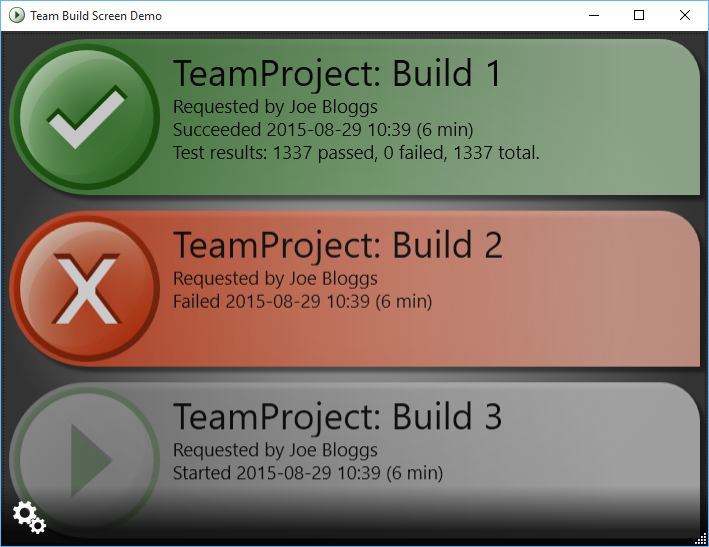 Team Build Screen Demo
TeamProject: Build 1
Requested by Joe Bloggs
Succeeded 2015-08-29 10:39 (6 min)
Test results: 1337 passed, 0 failed, 1337 total.
TeamProject: Build 2
Requested by Joe Bloggs
Failed 2015-08-29 10:39 (6 min)
TeamProject: Build 3
Requested by Joe Bloggs
Started 2015-08-29 10:39 (6 min)